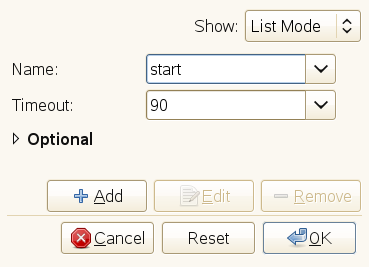 Show: List Mode
Name: start
Timeout: 90
Optional
Add Edit Remove
Cancel Reset OK